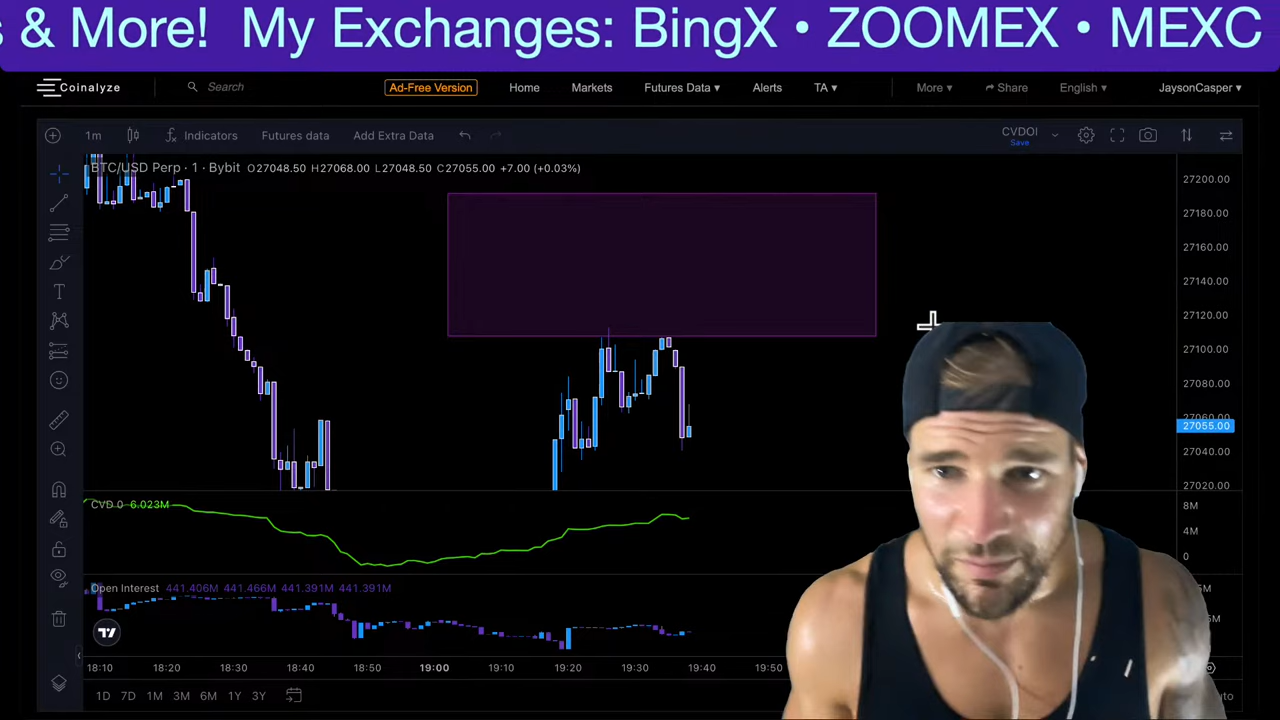 s & More!  My Exchanges: BingX • ZOOMEX • MEXC
Coinalyze
Search
Ad-Free Version
Home
Markets
Futures Data
Alerts
TA
More
Share
English
JaysonCasper
1m
Indicators
Futures data
Add Extra Data
CVDOI
Save
BTC/USD Perp · 1 · Bybit O27048.50 H27068.00 L27048.50 C27055.00 +7.00 (+0.03%)
27200.00
27180.00
27160.00
27140.00
27120.00
27100.00
27080.00
27060.00
27055.00
27040.00
27020.00
CVD 0 6.023M
8M
4M
0
Open Interest 441.406M 441.466M 441.391M 441.391M
18:10 18:20 18:30 18:40 18:50 19:00 19:10 19:20 19:30 19:40 19:50
1D 7D 1M 3M 6M 1Y 3Y